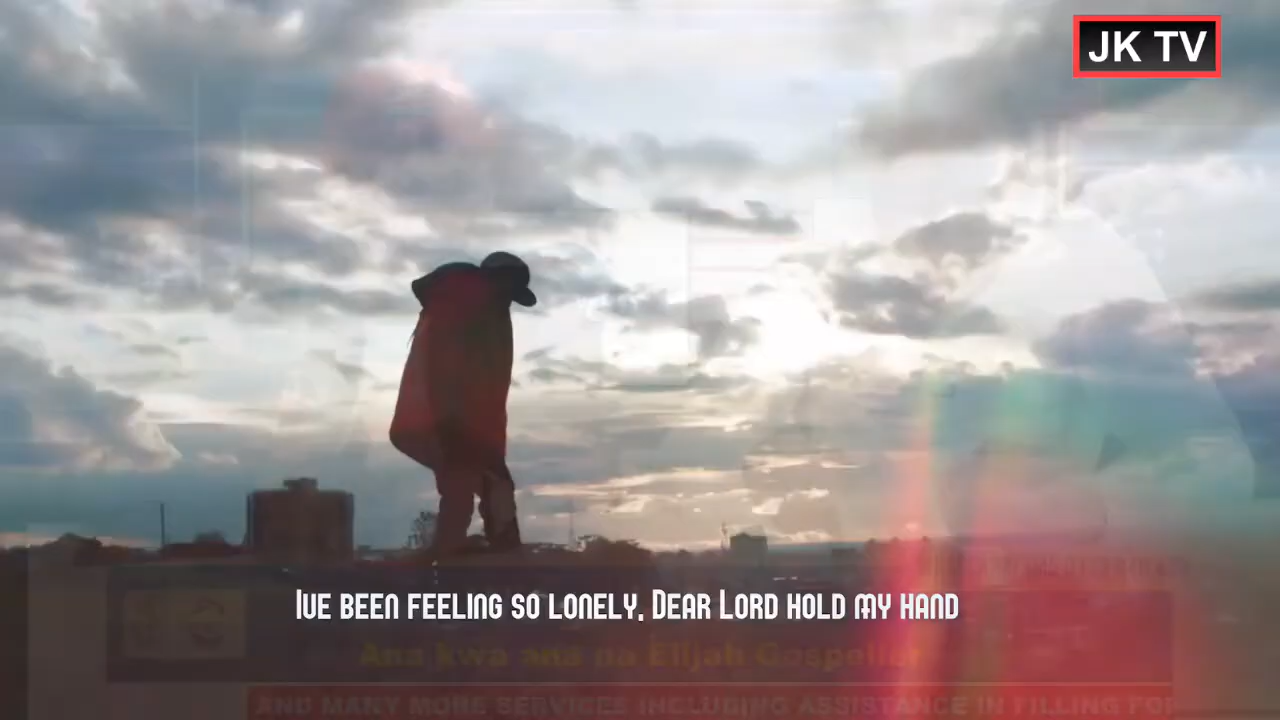 JK TV
IVE BEEN FEELING SO LONELY, DEAR LORD HOLD MY HAND
Ana kwa ana na Elijah Gospeller
AND MANY MORE SERVICES INCLUDING ASSISTANCE IN FILLING FOR